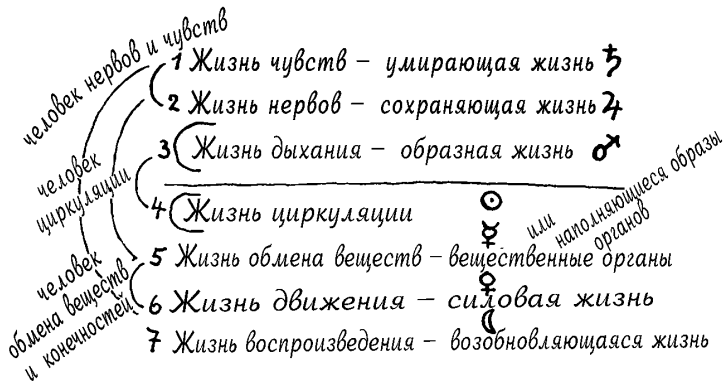 человек нервов и чувств
1 Жизнь чувств – умирающая жизнь ♄
2 Жизнь нервов – сохраняющая жизнь ♃
человек
циркуляции
3 Жизнь дыхания – образная жизнь ♂
4 Жизнь циркуляции ☉
☿
или
наполняющиеся образы
органов
человек
обмена веществ
и конечностей
5 Жизнь обмена веществ – вещественные органы
♀
6 Жизнь движения – силовая жизнь
☾
7 Жизнь воспроизведения – возобновляющаяся жизнь